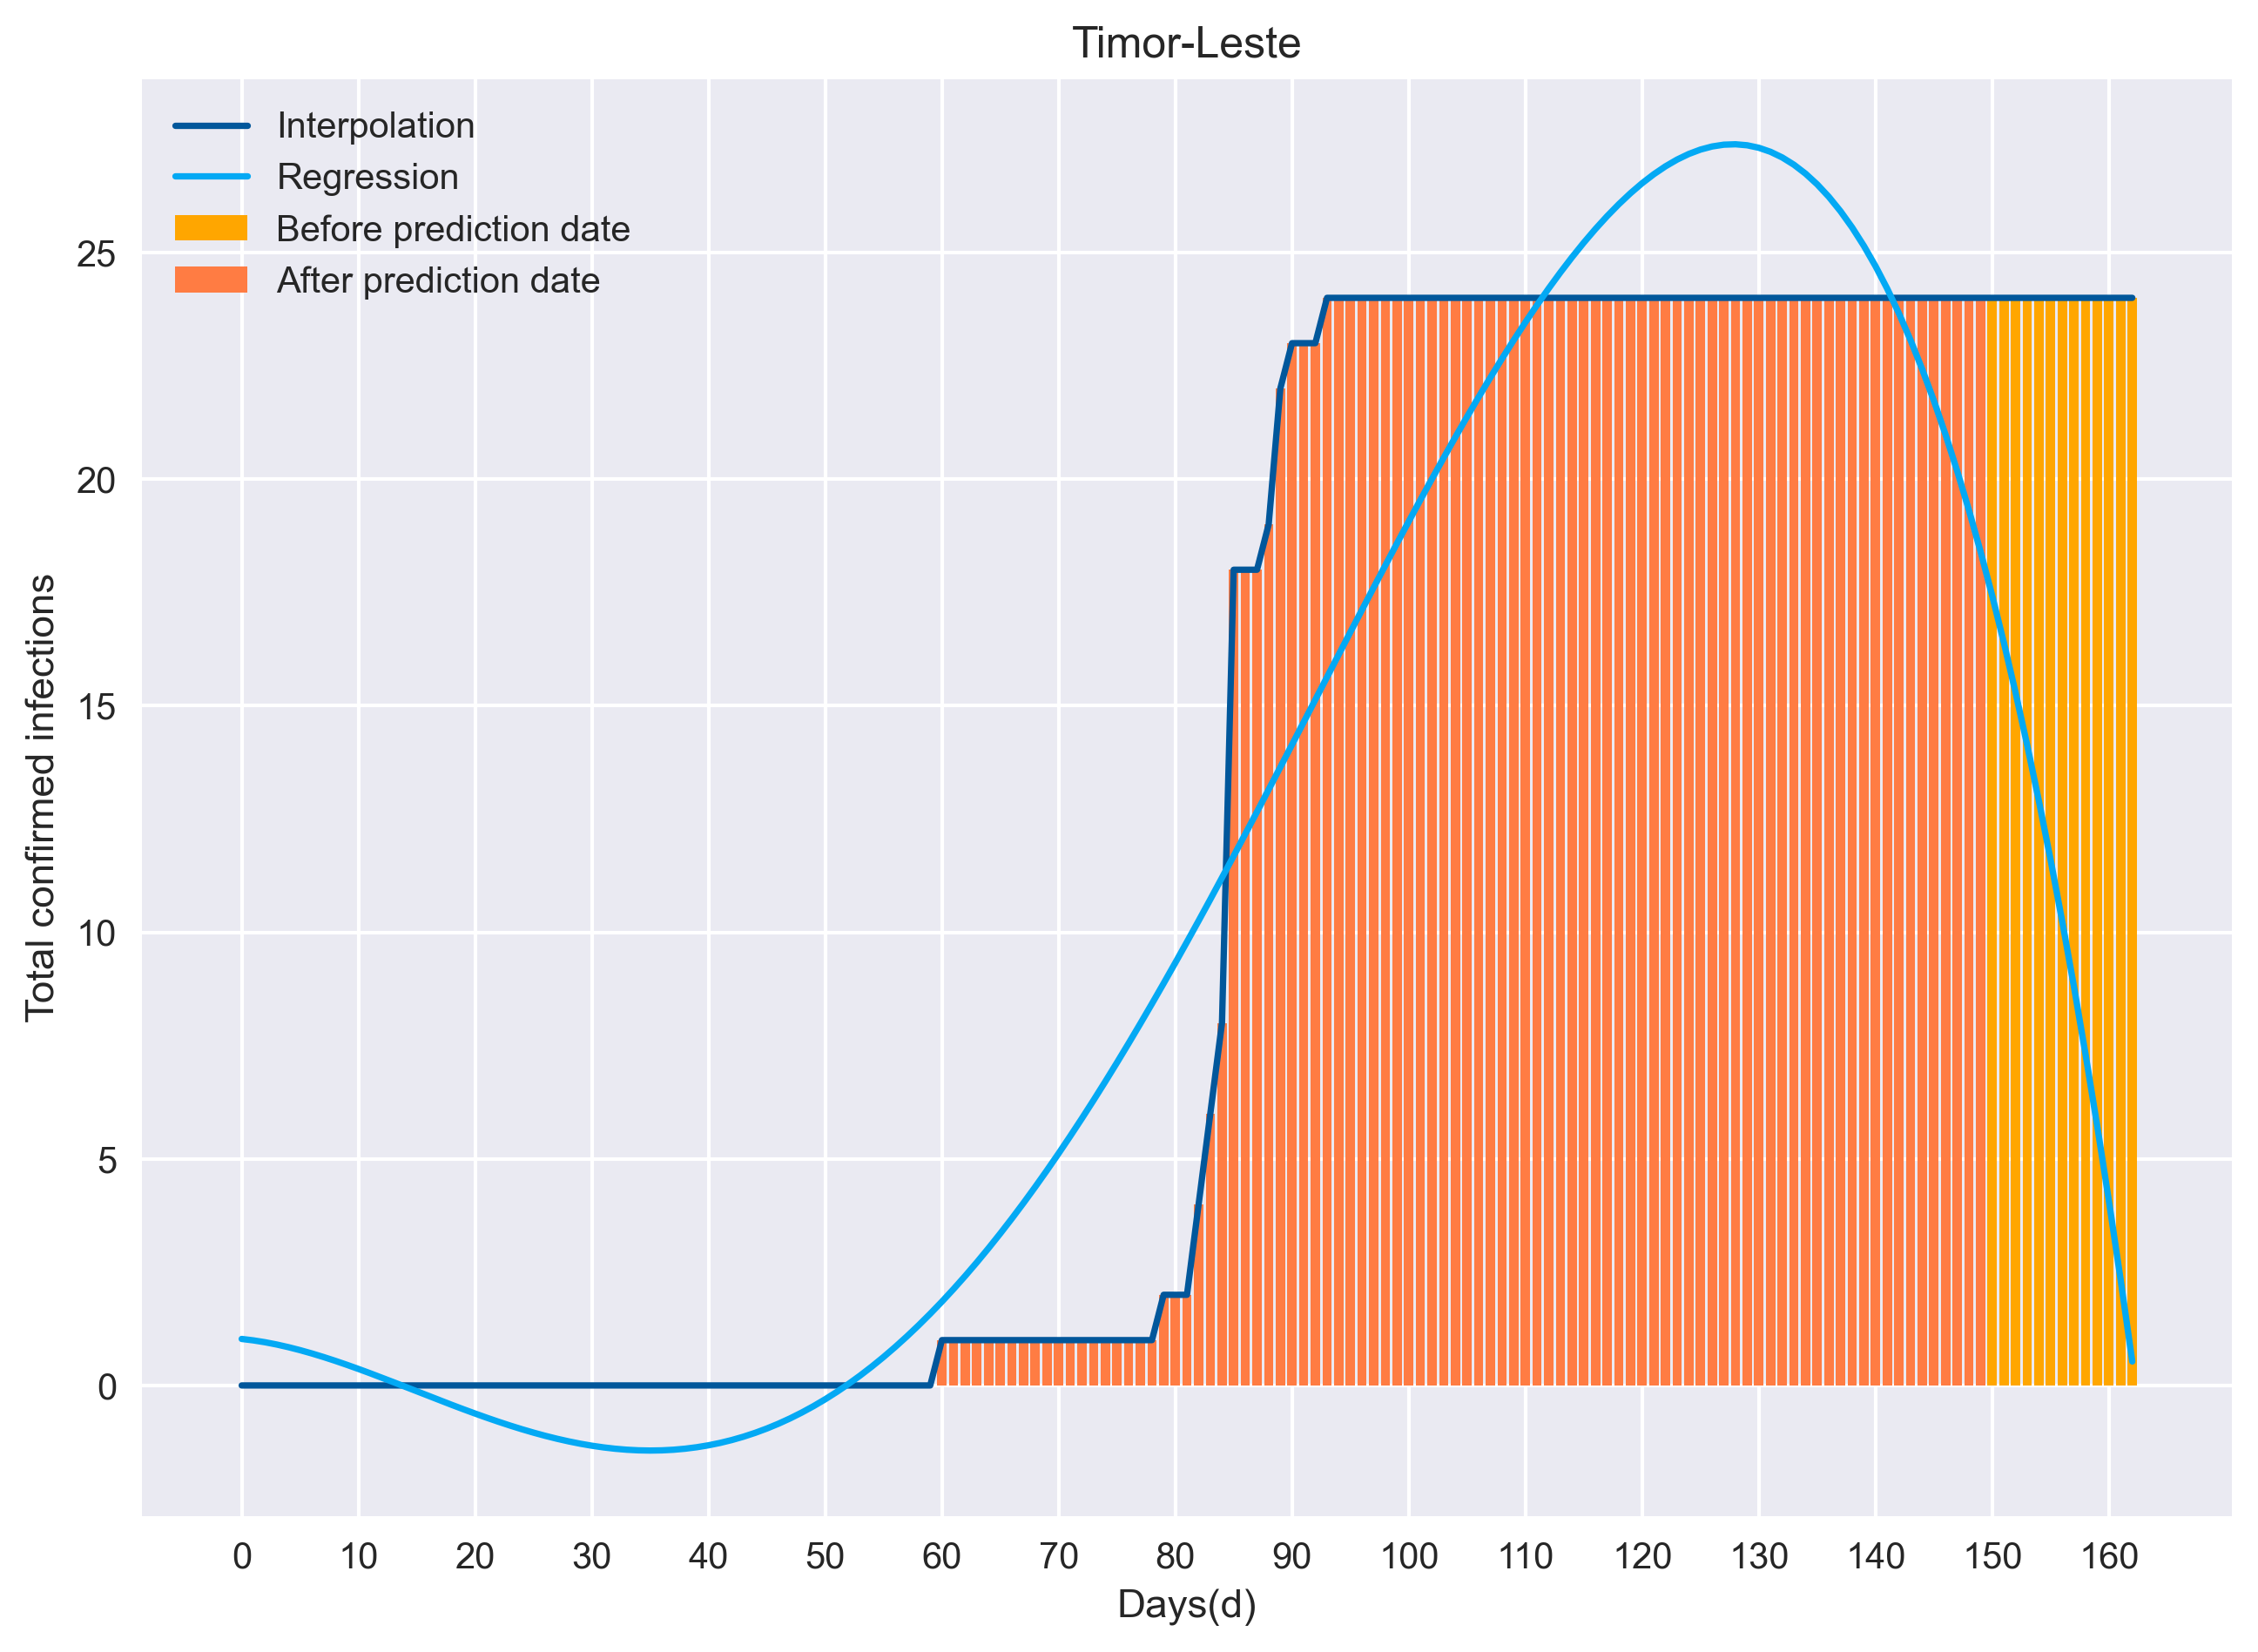 Timor-Leste
Interpolation
Regression
Before prediction date
After prediction date
Total confirmed infections
25
20
15
10
5
0
0 10 20 30 40 50 60 70 80 90 100 110 120 130 140 150 160
Days(d)